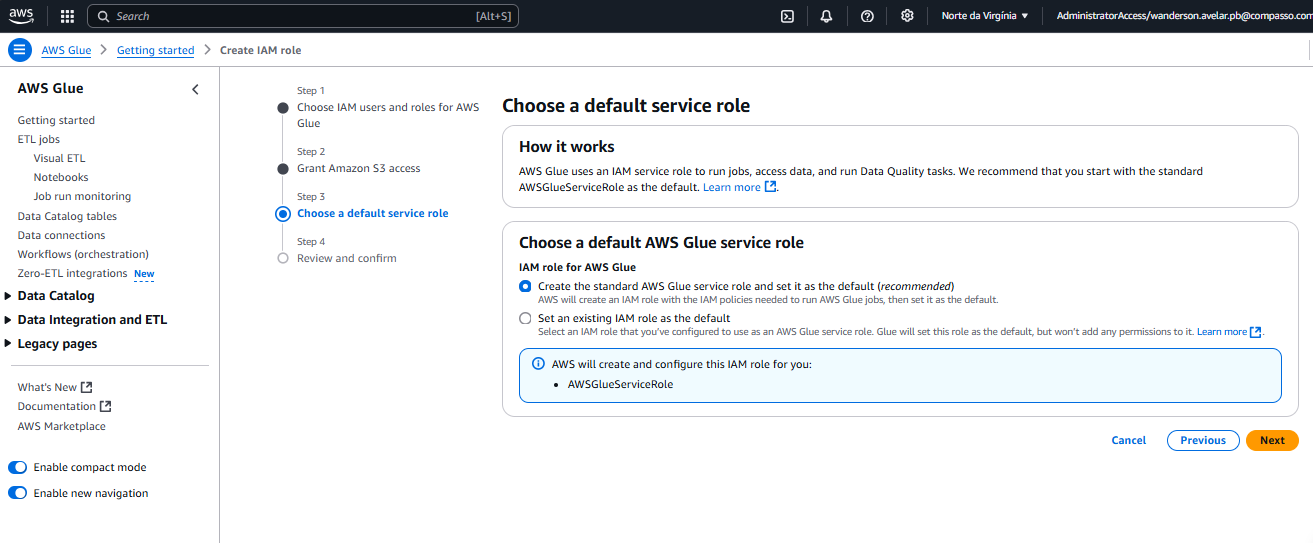 aws
Search
[Alt+S]
Norte da Virgínia
AdministratorAccess/wanderson.avelar.pb@compasso.com
AWS Glue
Getting started
Create IAM role
AWS Glue
Getting started
ETL jobs
Visual ETL
Notebooks
Job run monitoring
Data Catalog tables
Data connections
Workflows (orchestration)
Zero-ETL integrations New
Data Catalog
Data Integration and ETL
Legacy pages
What's New
Documentation
AWS Marketplace
Enable compact mode
Enable new navigation
Step 1
Choose IAM users and roles for AWS
Glue
Step 2
Grant Amazon S3 access
Step 3
Choose a default service role
Step 4
Review and confirm
Choose a default service role
How it works
AWS Glue uses an IAM service role to run jobs, access data, and run Data Quality tasks. We recommend that you start with the standard
AWSGlueServiceRole as the default. Learn more.
Choose a default AWS Glue service role
IAM role for AWS Glue
Create the standard AWS Glue service role and set it as the default (recommended)
AWS will create an IAM role with the IAM policies needed to run AWS Glue jobs, then set it as the default.
Set an existing IAM role as the default
Select an IAM role that you've configured to use as an AWS Glue service role. Glue will set this role as the default, but won't add any permissions to it. Learn more.
AWS will create and configure this IAM role for you:
• AWSGlueServiceRole
Cancel
Previous
Next